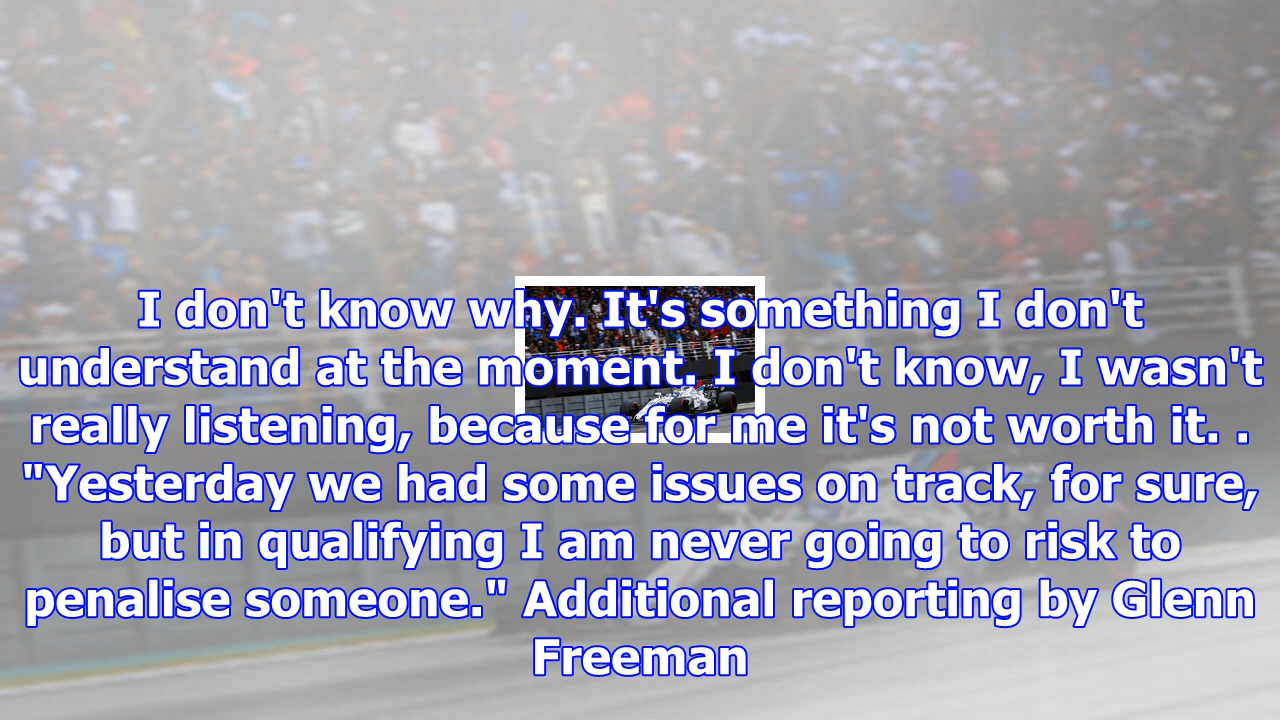 I don't know why. It's something I don't
understand at the moment. I don't know, I wasn't
really listening, because for me it's not worth it. .
"Yesterday we had some issues on track, for sure,
but in qualifying I am never going to risk to
penalise someone." Additional reporting by Glenn
Freeman